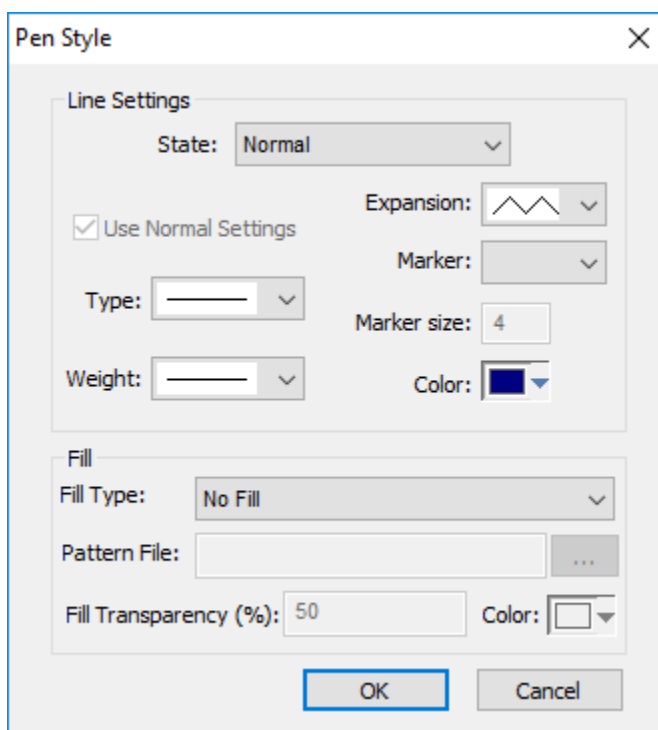 Pen Style
Line Settings
State: Normal
Expansion:
Use Normal Settings
Marker:
Type:
Marker size: 4
Weight:
Color:
Fill
Fill Type: No Fill
Pattern File: ...
Fill Transparency (%): 50 Color:
OK Cancel